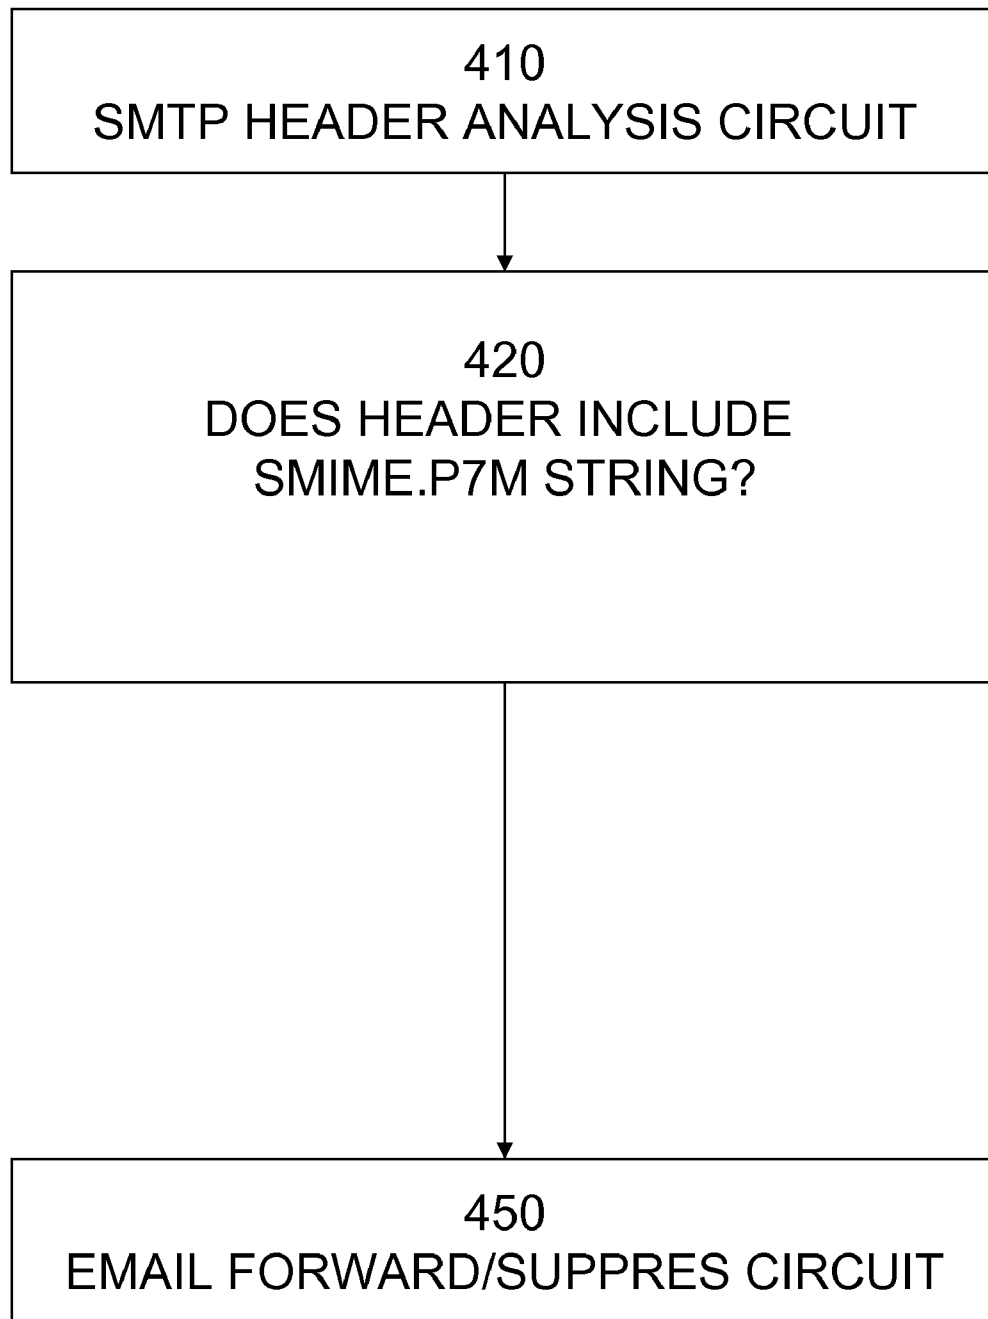 410
SMTP HEADER ANALYSIS CIRCUIT
420
DOES HEADER INCLUDE
SMIME.P7M STRING?
450
EMAIL FORWARD/SUPPRES CIRCUIT